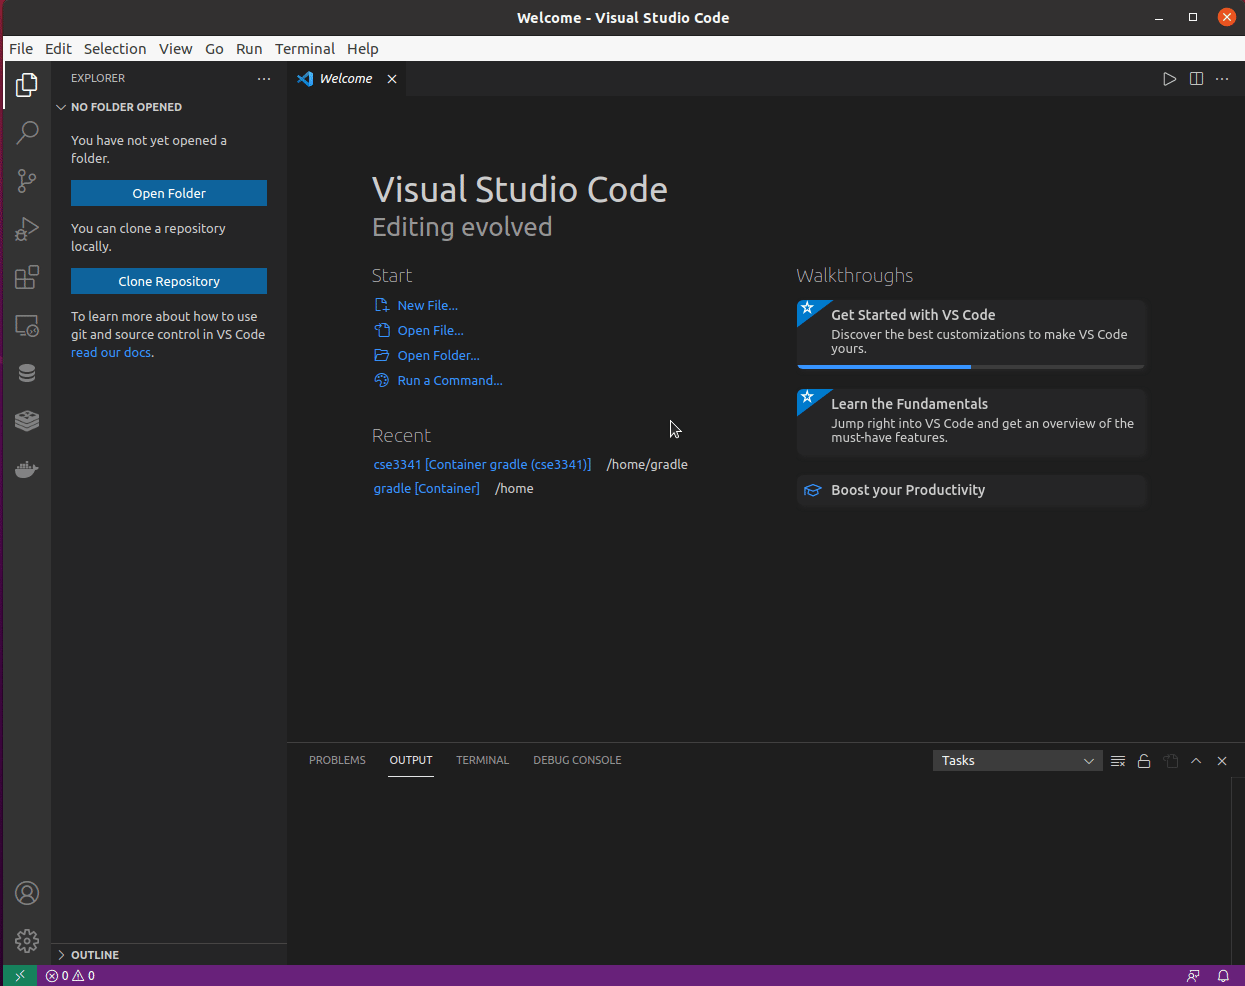 Welcome - Visual Studio Code
File Edit Selection View Go Run Terminal Help
EXPLORER
Welcome
NO FOLDER OPENED
You have not yet opened a
folder.
Open Folder
You can clone a repository
locally.
Clone Repository
To learn more about how to use
git and source control in VS Code
read our docs.
Visual Studio Code
Editing evolved
Start
New File...
Open File...
Open Folder...
Run a Command...
Recent
cse3341 [Container gradle (cse3341)] /home/gradle
gradle [Container] /home
Walkthroughs
Get Started with VS Code
Discover the best customizations to make VS Code
yours.
Learn the Fundamentals
Jump right into VS Code and get an overview of the
must-have features.
Boost your Productivity
PROBLEMS OUTPUT TERMINAL DEBUG CONSOLE Tasks
OUTLINE
0 0